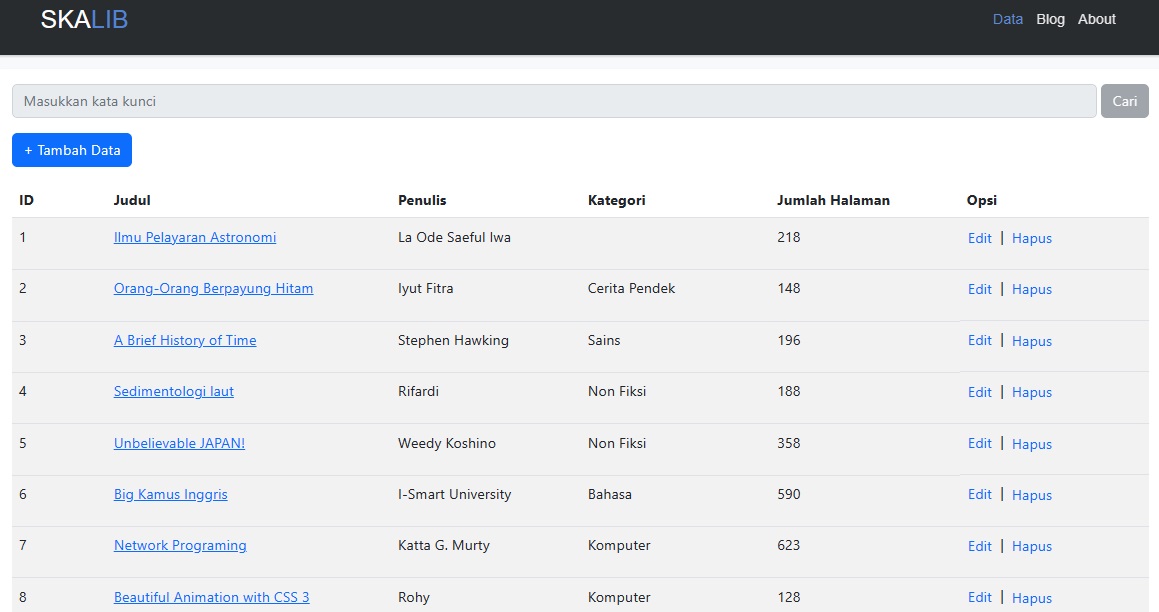 SKALIB Data Blog About
Masukkan kata kunci Cari
+ Tambah Data
ID Judul Penulis Kategori Jumlah Halaman Opsi
1 Ilmu Pelayaran Astronomi La Ode Saeful Iwa 218 Edit | Hapus
2 Orang-Orang Berpayung Hitam Iyut Fitra Cerita Pendek 148 Edit | Hapus
3 A Brief History of Time Stephen Hawking Sains 196 Edit | Hapus
4 Sedimentologi laut Rifardi Non Fiksi 188 Edit | Hapus
5 Unbelievable JAPAN! Weedy Koshino Non Fiksi 358 Edit | Hapus
6 Big Kamus Inggris I-Smart University Bahasa 590 Edit | Hapus
7 Network Programing Katta G. Murty Komputer 623 Edit | Hapus
8 Beautiful Animation with CSS 3 Rohy Komputer 128 Edit | Hapus